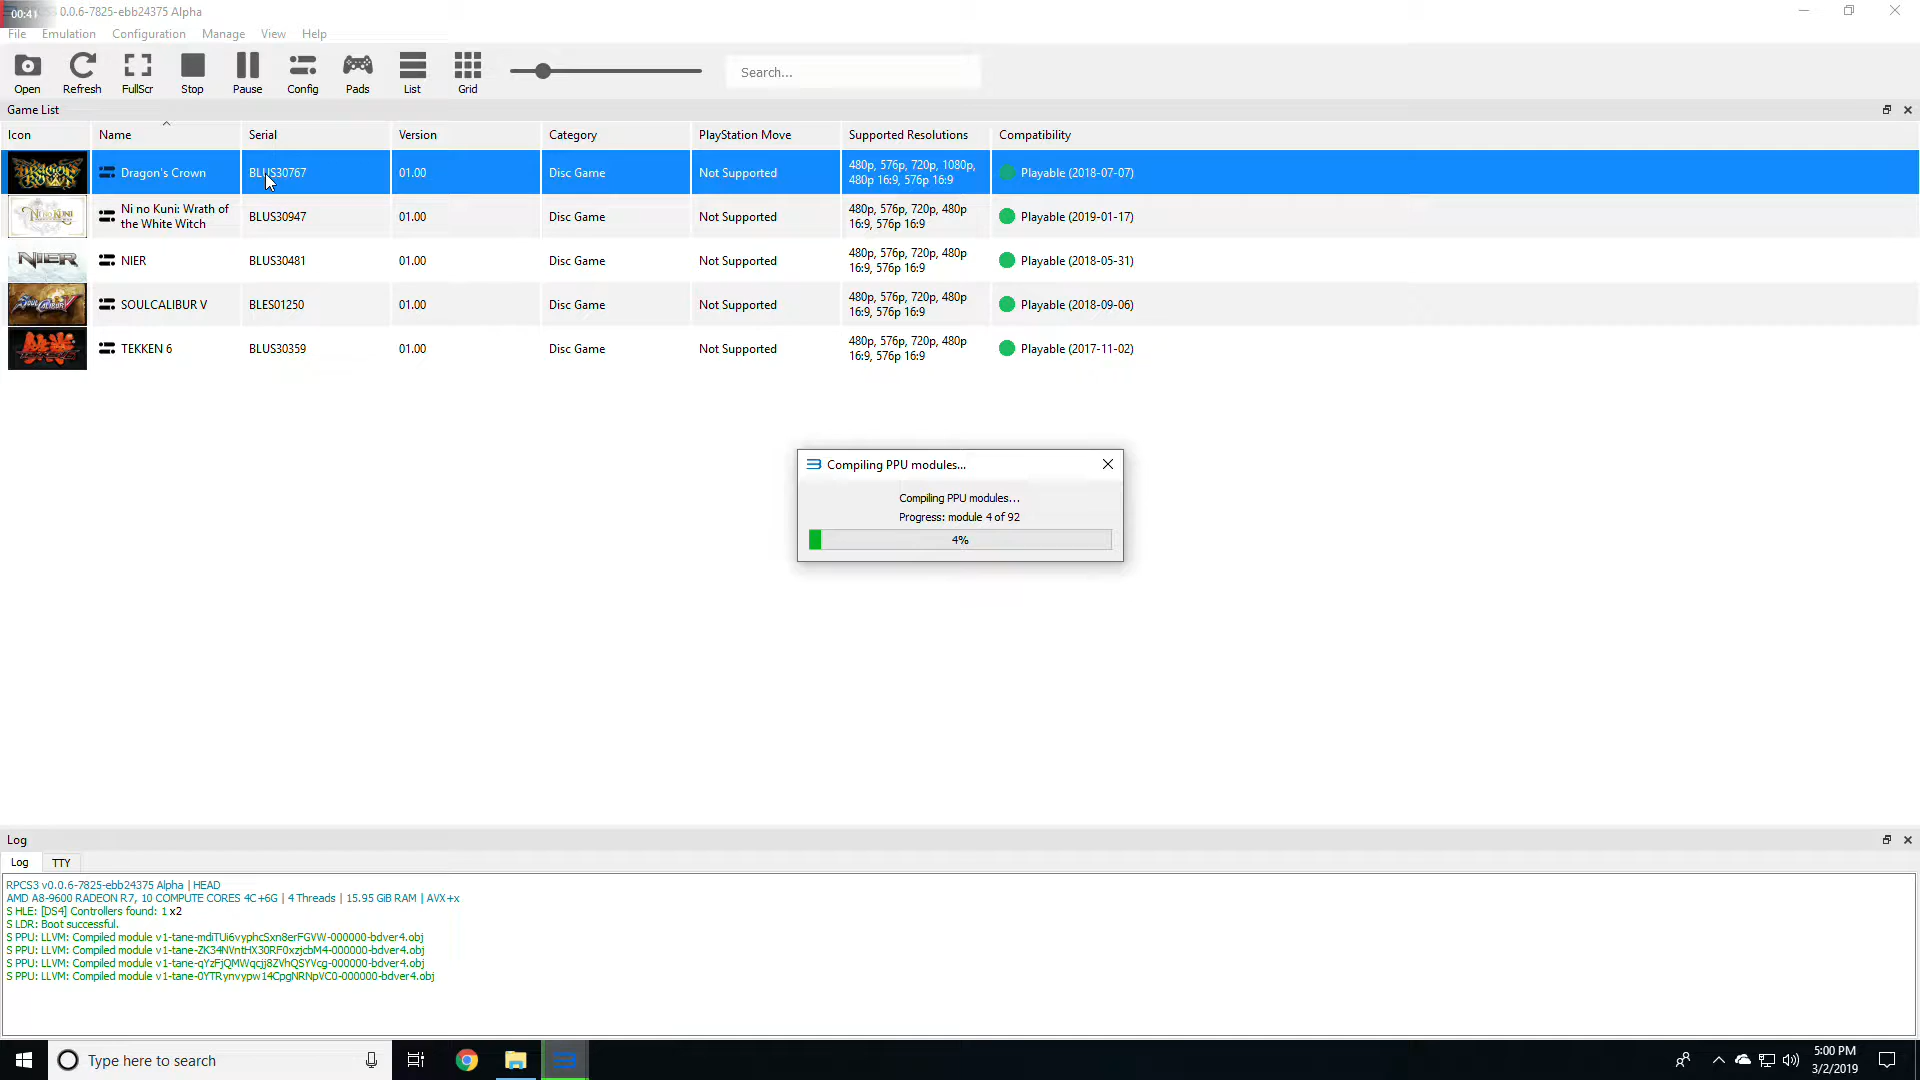 00:41 3 0.0.6-7825-ebb24375 Alpha
File Emulation Configuration Manage View Help
Open Refresh FullScr Stop Pause Config Pads List Grid Search...
Game List
Icon Name Serial Version Category PlayStation Move Supported Resolutions Compatibility
Dragon's Crown BLUS30767 01.00 Disc Game Not Supported 480p, 576p, 720p, 1080p, Playable (2018-07-07)
480p 16:9, 576p 16:9
Ni no Kuni: Wrath of BLUS30947 01.00 Disc Game Not Supported 480p, 576p, 720p, 480p Playable (2019-01-17)
the White Witch 16:9, 576p 16:9
NIER NIER BLUS30481 01.00 Disc Game Not Supported 480p, 576p, 720p, 480p Playable (2018-05-31)
16:9, 576p 16:9
SOULCALIBUR V BLES01250 01.00 Disc Game Not Supported 480p, 576p, 720p, 480p Playable (2018-09-06)
16:9, 576p 16:9
TEKKEN 6 BLUS30359 01.00 Disc Game Not Supported 480p, 576p, 720p, 480p Playable (2017-11-02)
16:9, 576p 16:9
Compiling PPU modules...
Compiling PPU modules...
Progress: module 4 of 92
4%
Log
Log TTY
RPCS3 v0.0.6-7825-ebb24375 Alpha | HEAD
AMD A8-9600 RADEON R7, 10 COMPUTE CORES 4C+6G | 4 Threads | 15.95 GiB RAM | AVX+x
S HLE: [DS4] Controllers found: 1 x2
S LDR: Boot successful.
S PPU: LLVM: Compiled module v1-tane-mdiTUi6vyphcSxn8erFGVW-000000-bdver4.obj
S PPU: LLVM: Compiled module v1-tane-ZK34NVntHX30RF0xzjcbM4-000000-bdver4.obj
S PPU: LLVM: Compiled module v1-tane-qYzFjQMWqcjj8ZVhQSYVcg-000000-bdver4.obj
S PPU: LLVM: Compiled module v1-tane-0YTRynvypw14CpgNRNpVC0-000000-bdver4.obj
Type here to search
5:00 PM
3/2/2019